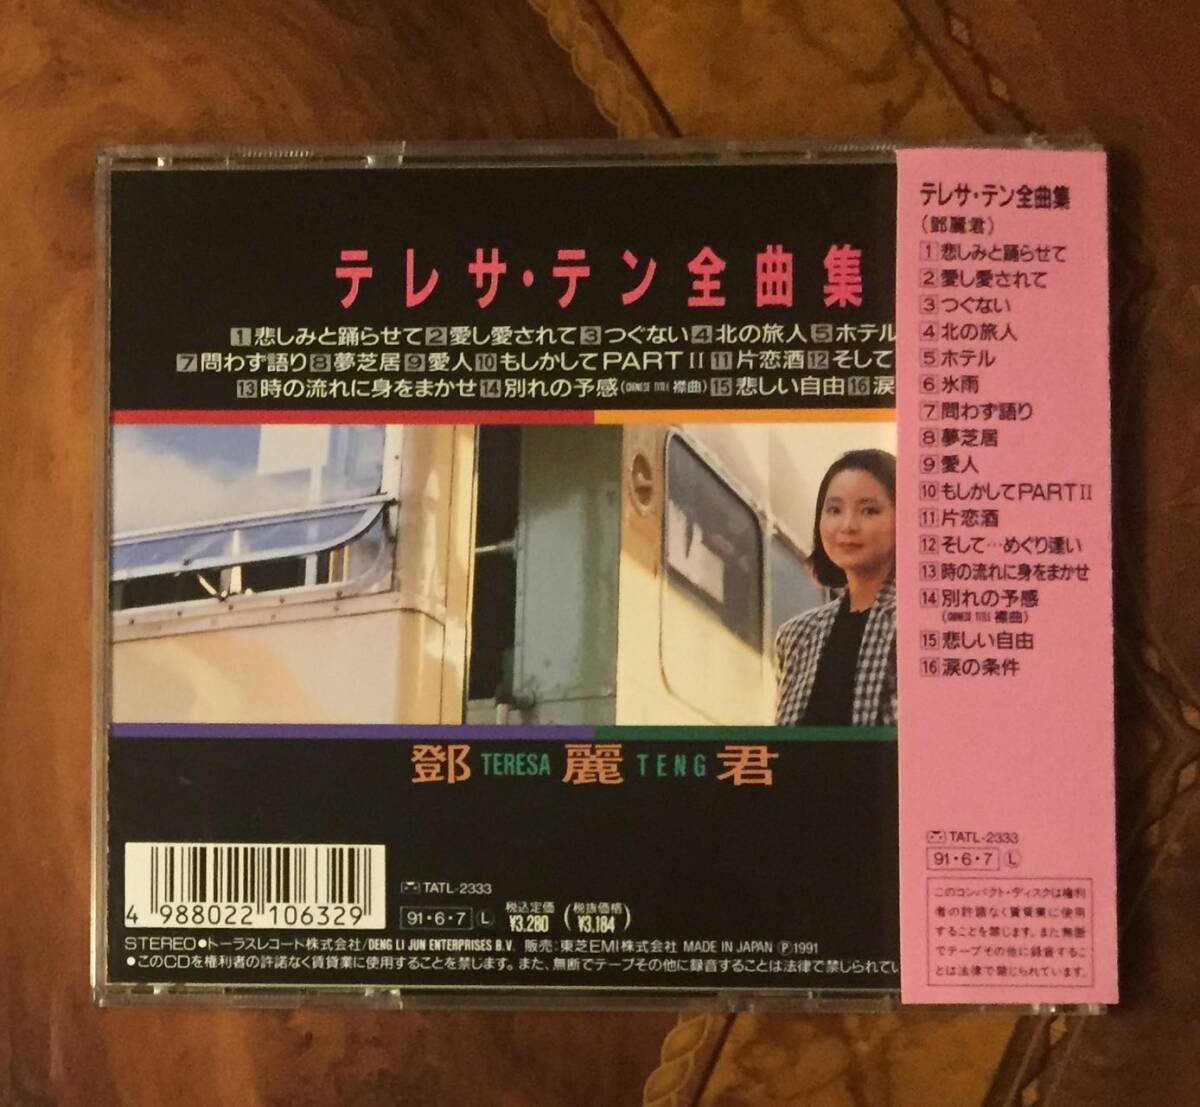 テレサ・テン全曲集
1悲しみと踊らせて2愛し愛されて3つぐない4北の旅人5ホテル
7問わず語り8夢芝居9愛人10もしかしてPARTⅡ11片恋酒12そして
13時の流れに身をまかせ14別れの予感(CHINESE TITLE 襟曲)15悲しい自由16涙
鄧 TERESA 麗 TENG 君
4 988022 106329
TATL-2333
91・6・7 L
税込定価 ¥3,280 (税抜価格 ¥3,184)
STEREO●トーラスレコード株式会社/DENG LI JUN ENTERPRISES B.V. 販売:東芝EMI株式会社 MADE IN JAPAN Ⓟ1991
●このCDを権利者の許諾なく賃貸業に使用することを禁じます。また、無断でテープその他に録音することは法律で禁じられてい
テレサ・テン全曲集
(鄧麗君)
1悲しみと踊らせて
2愛し愛されて
3つぐない
4北の旅人
5ホテル
6氷雨
7問わず語り
8夢芝居
9愛人
10もしかしてPARTⅡ
11片恋酒
12そして…めぐり逢い
13時の流れに身をまかせ
14別れの予感
(CHINESE TITLE 襟曲)
15悲しい自由
16涙の条件
TATL-2333
91・6・7 L
このコンパクト・ディスクは権利
者の許諾なく賃貸業に使用
することを禁じます。また無断
でテープその他に録音するこ
とは法律で禁じられています。